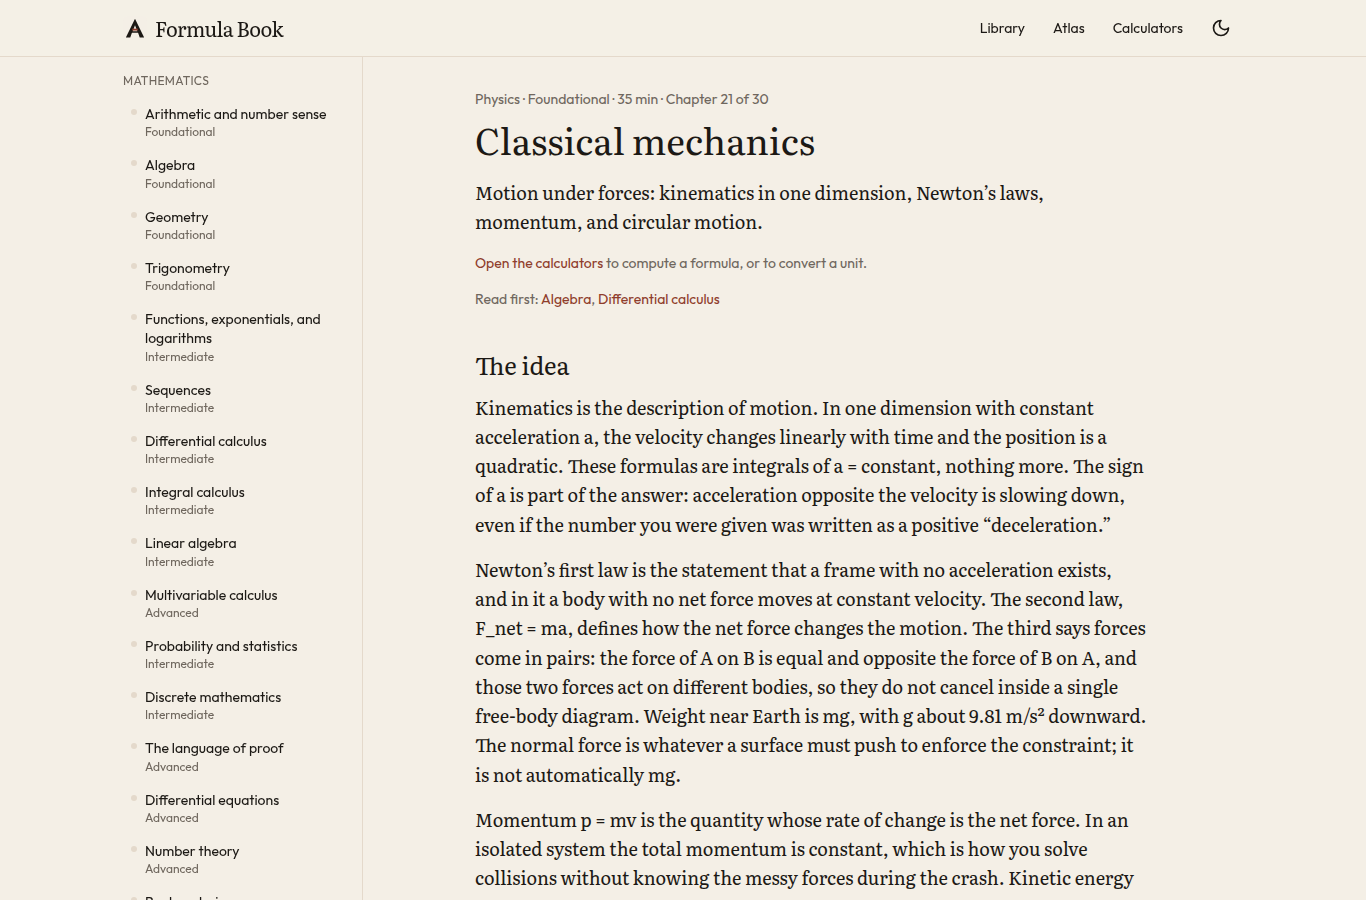 Formula Book
Library
Atlas
Calculators
MATHEMATICS
Arithmetic and number sense
Foundational
Algebra
Foundational
Geometry
Foundational
Trigonometry
Foundational
Functions, exponentials, and
logarithms
Intermediate
Sequences
Intermediate
Differential calculus
Intermediate
Integral calculus
Intermediate
Linear algebra
Intermediate
Multivariable calculus
Advanced
Probability and statistics
Intermediate
Discrete mathematics
Intermediate
The language of proof
Advanced
Differential equations
Advanced
Number theory
Advanced
Physics · Foundational · 35 min · Chapter 21 of 30
Classical mechanics
Motion under forces: kinematics in one dimension, Newton’s laws,
momentum, and circular motion.
Open the calculators to compute a formula, or to convert a unit.
Read first: Algebra, Differential calculus
The idea
Kinematics is the description of motion. In one dimension with constant
acceleration a, the velocity changes linearly with time and the position is a
quadratic. These formulas are integrals of a = constant, nothing more. The sign
of a is part of the answer: acceleration opposite the velocity is slowing down,
even if the number you were given was written as a positive “deceleration.”
Newton’s first law is the statement that a frame with no acceleration exists,
and in it a body with no net force moves at constant velocity. The second law,
F_net = ma, defines how the net force changes the motion. The third says forces
come in pairs: the force of A on B is equal and opposite the force of B on A, and
those two forces act on different bodies, so they do not cancel inside a single
free-body diagram. Weight near Earth is mg, with g about 9.81 m/s² downward.
The normal force is whatever a surface must push to enforce the constraint; it
is not automatically mg.
Momentum p = mv is the quantity whose rate of change is the net force. In an
isolated system the total momentum is constant, which is how you solve
collisions without knowing the messy forces during the crash. Kinetic energy